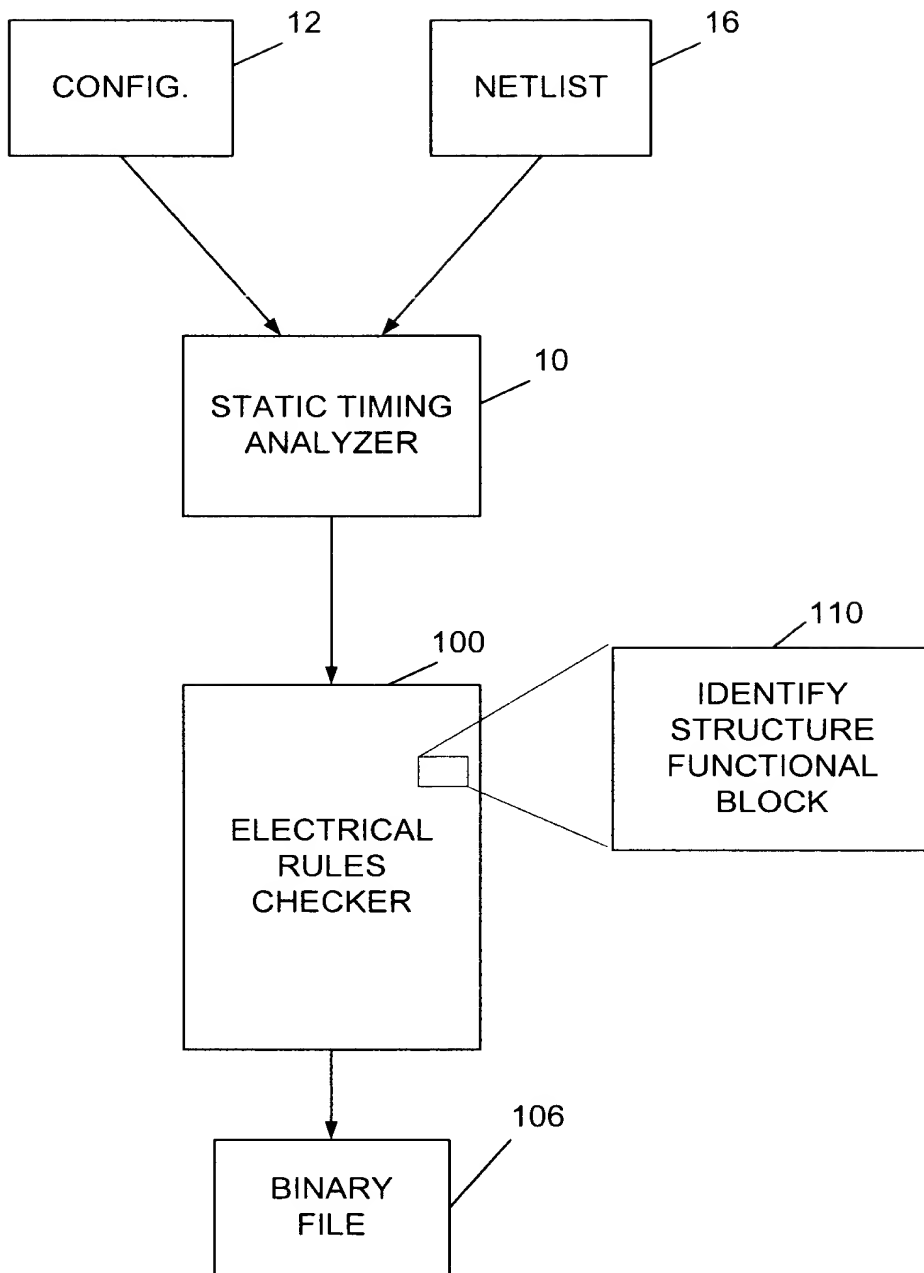 12
CONFIG.
16
NETLIST
10
STATIC TIMING
ANALYZER
100
ELECTRICAL
RULES
CHECKER
110
IDENTIFY
STRUCTURE
FUNCTIONAL
BLOCK
106
BINARY
FILE